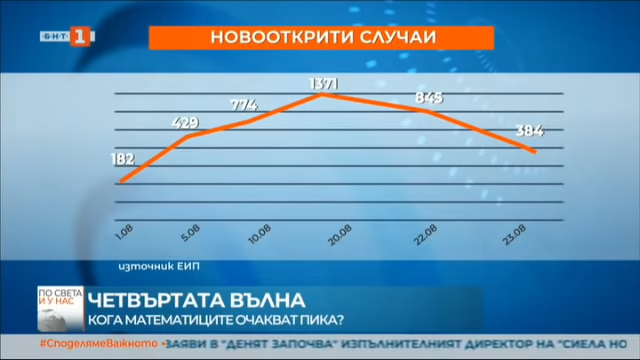 БНТ 1
НОВООТКРИТИ СЛУЧАИ
182
429
774
1371
845
384
1.08
5.08
10.08
20.08
22.08
23.08
източник ЕИП
ПО СВЕТА
И У НАС
ЧЕТВЪРТАТА ВЪЛНА
КОГА МАТЕМАТИЦИТЕ ОЧАКВАТ ПИКА?
#СподелямеВажното • ЗАЯВИ В "ДЕНЯТ ЗАПОЧВА" ИЗПЪЛНИТЕЛНИЯТ ДИРЕКТОР НА "СИЕЛА НО